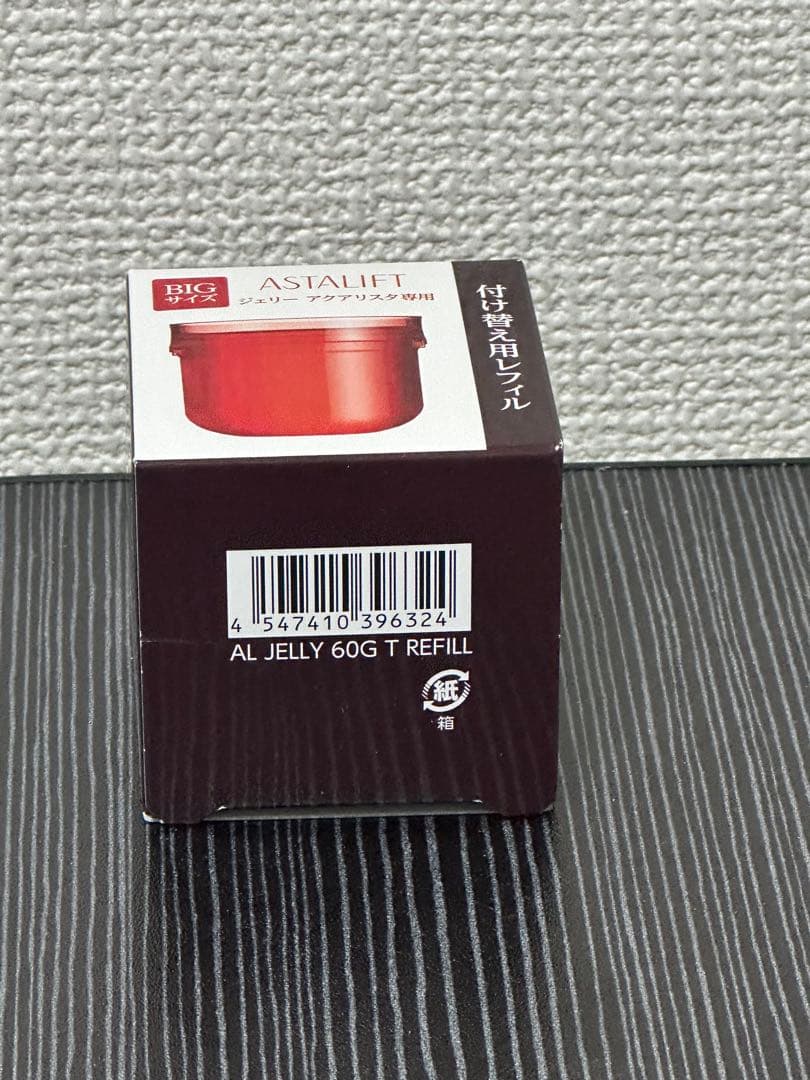 BIG
サイズ
ASTALIFT
ジェリー アクアリスタ専用
付け替え用レフィル
4 547410 396324
AL JELLY 60G T REFILL
紙
箱